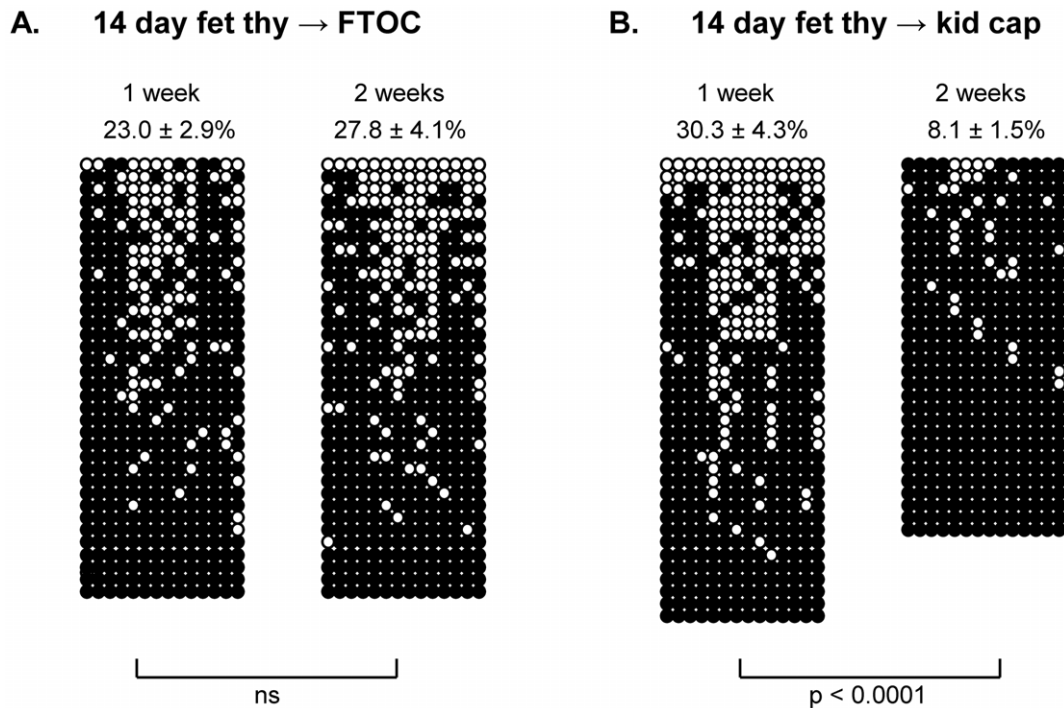 A. 14 day fet thy → FTOC
1 week
23.0 ± 2.9%
2 weeks
27.8 ± 4.1%
ns
B. 14 day fet thy → kid cap
1 week
30.3 ± 4.3%
2 weeks
8.1 ± 1.5%
p < 0.0001